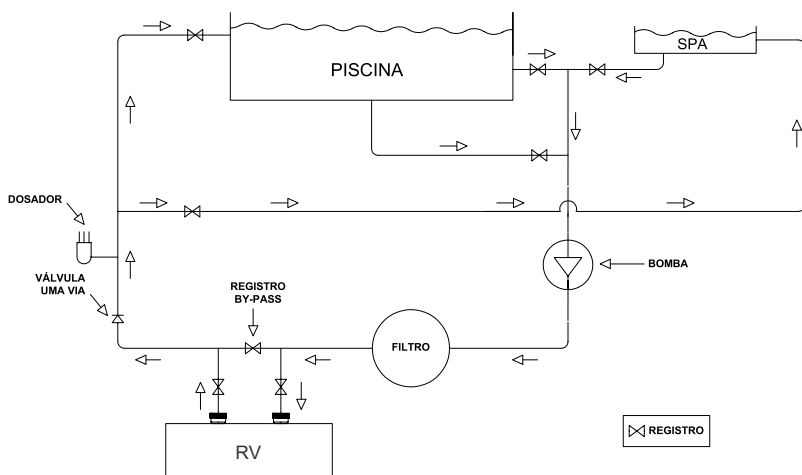 SPA
PISCINA
DOSADOR
VÁLVULA
UMA VIA
BOMBA
REGISTRO
BY-PASS
FILTRO
RV
REGISTRO